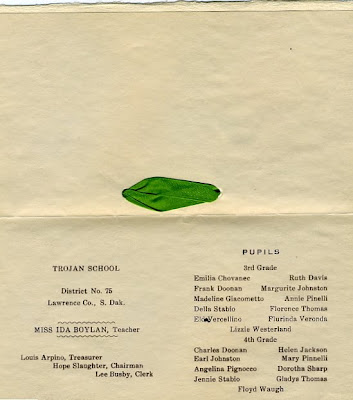 TROJAN SCHOOL
District No. 75
Lawrence Co., S. Dak.
MISS IDA BOYLAN, Teacher
Louis Arpino, Treasurer
Hope Slaughter, Chairman
Lee Busby, Clerk
PUPILS
3rd Grade
Emilia Chovanec Ruth Davis
Frank Doonan Margurite Johnston
Madeline Giacometto Annie Pinelli
Della Stablo Florence Thomas
Vercellino Flurinda Veronda
Lizzie Westerland
4th Grade
Charles Doonan Helen Jackson
Earl Johnston Mary Pinnelli
Angelina Pignocco Dorotha Sharp
Jennie Stablo Gladys Thomas
Floyd Waugh